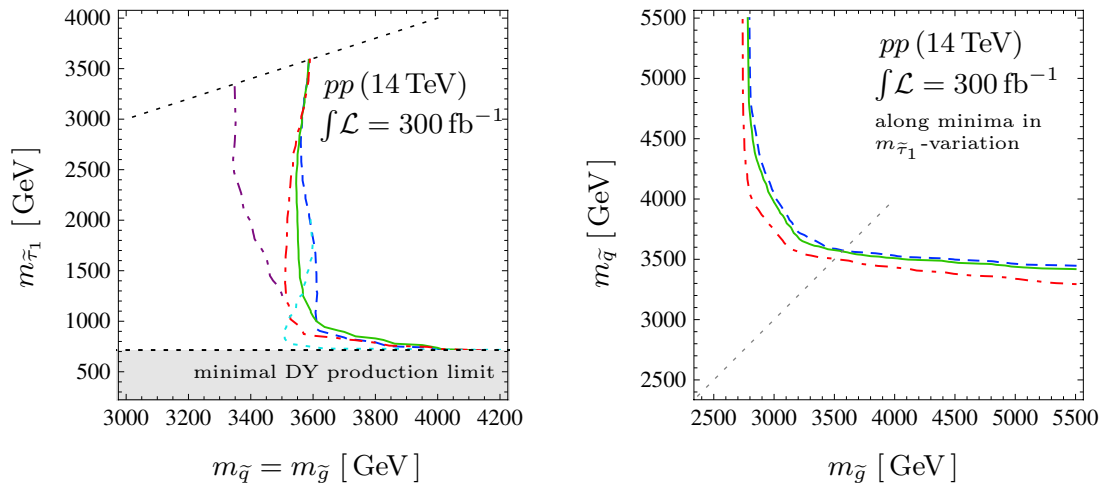 4000
3500
3000
2500
2000
1500
1000
500
m_{\tilde{τ}_1} [ GeV ]
pp (14 TeV)
∫ℒ = 300 fb⁻¹
minimal DY production limit
3000 3200 3400 3600 3800 4000 4200
m_{\tilde{q}} = m_{\tilde{g}} [ GeV ]
5500
5000
4500
4000
3500
3000
2500
m_{\tilde{q}} [ GeV ]
pp (14 TeV)
∫ℒ = 300 fb⁻¹
along minima in
m_{\tilde{τ}_1}-variation
2500 3000 3500 4000 4500 5000 5500
m_{\tilde{g}} [ GeV ]